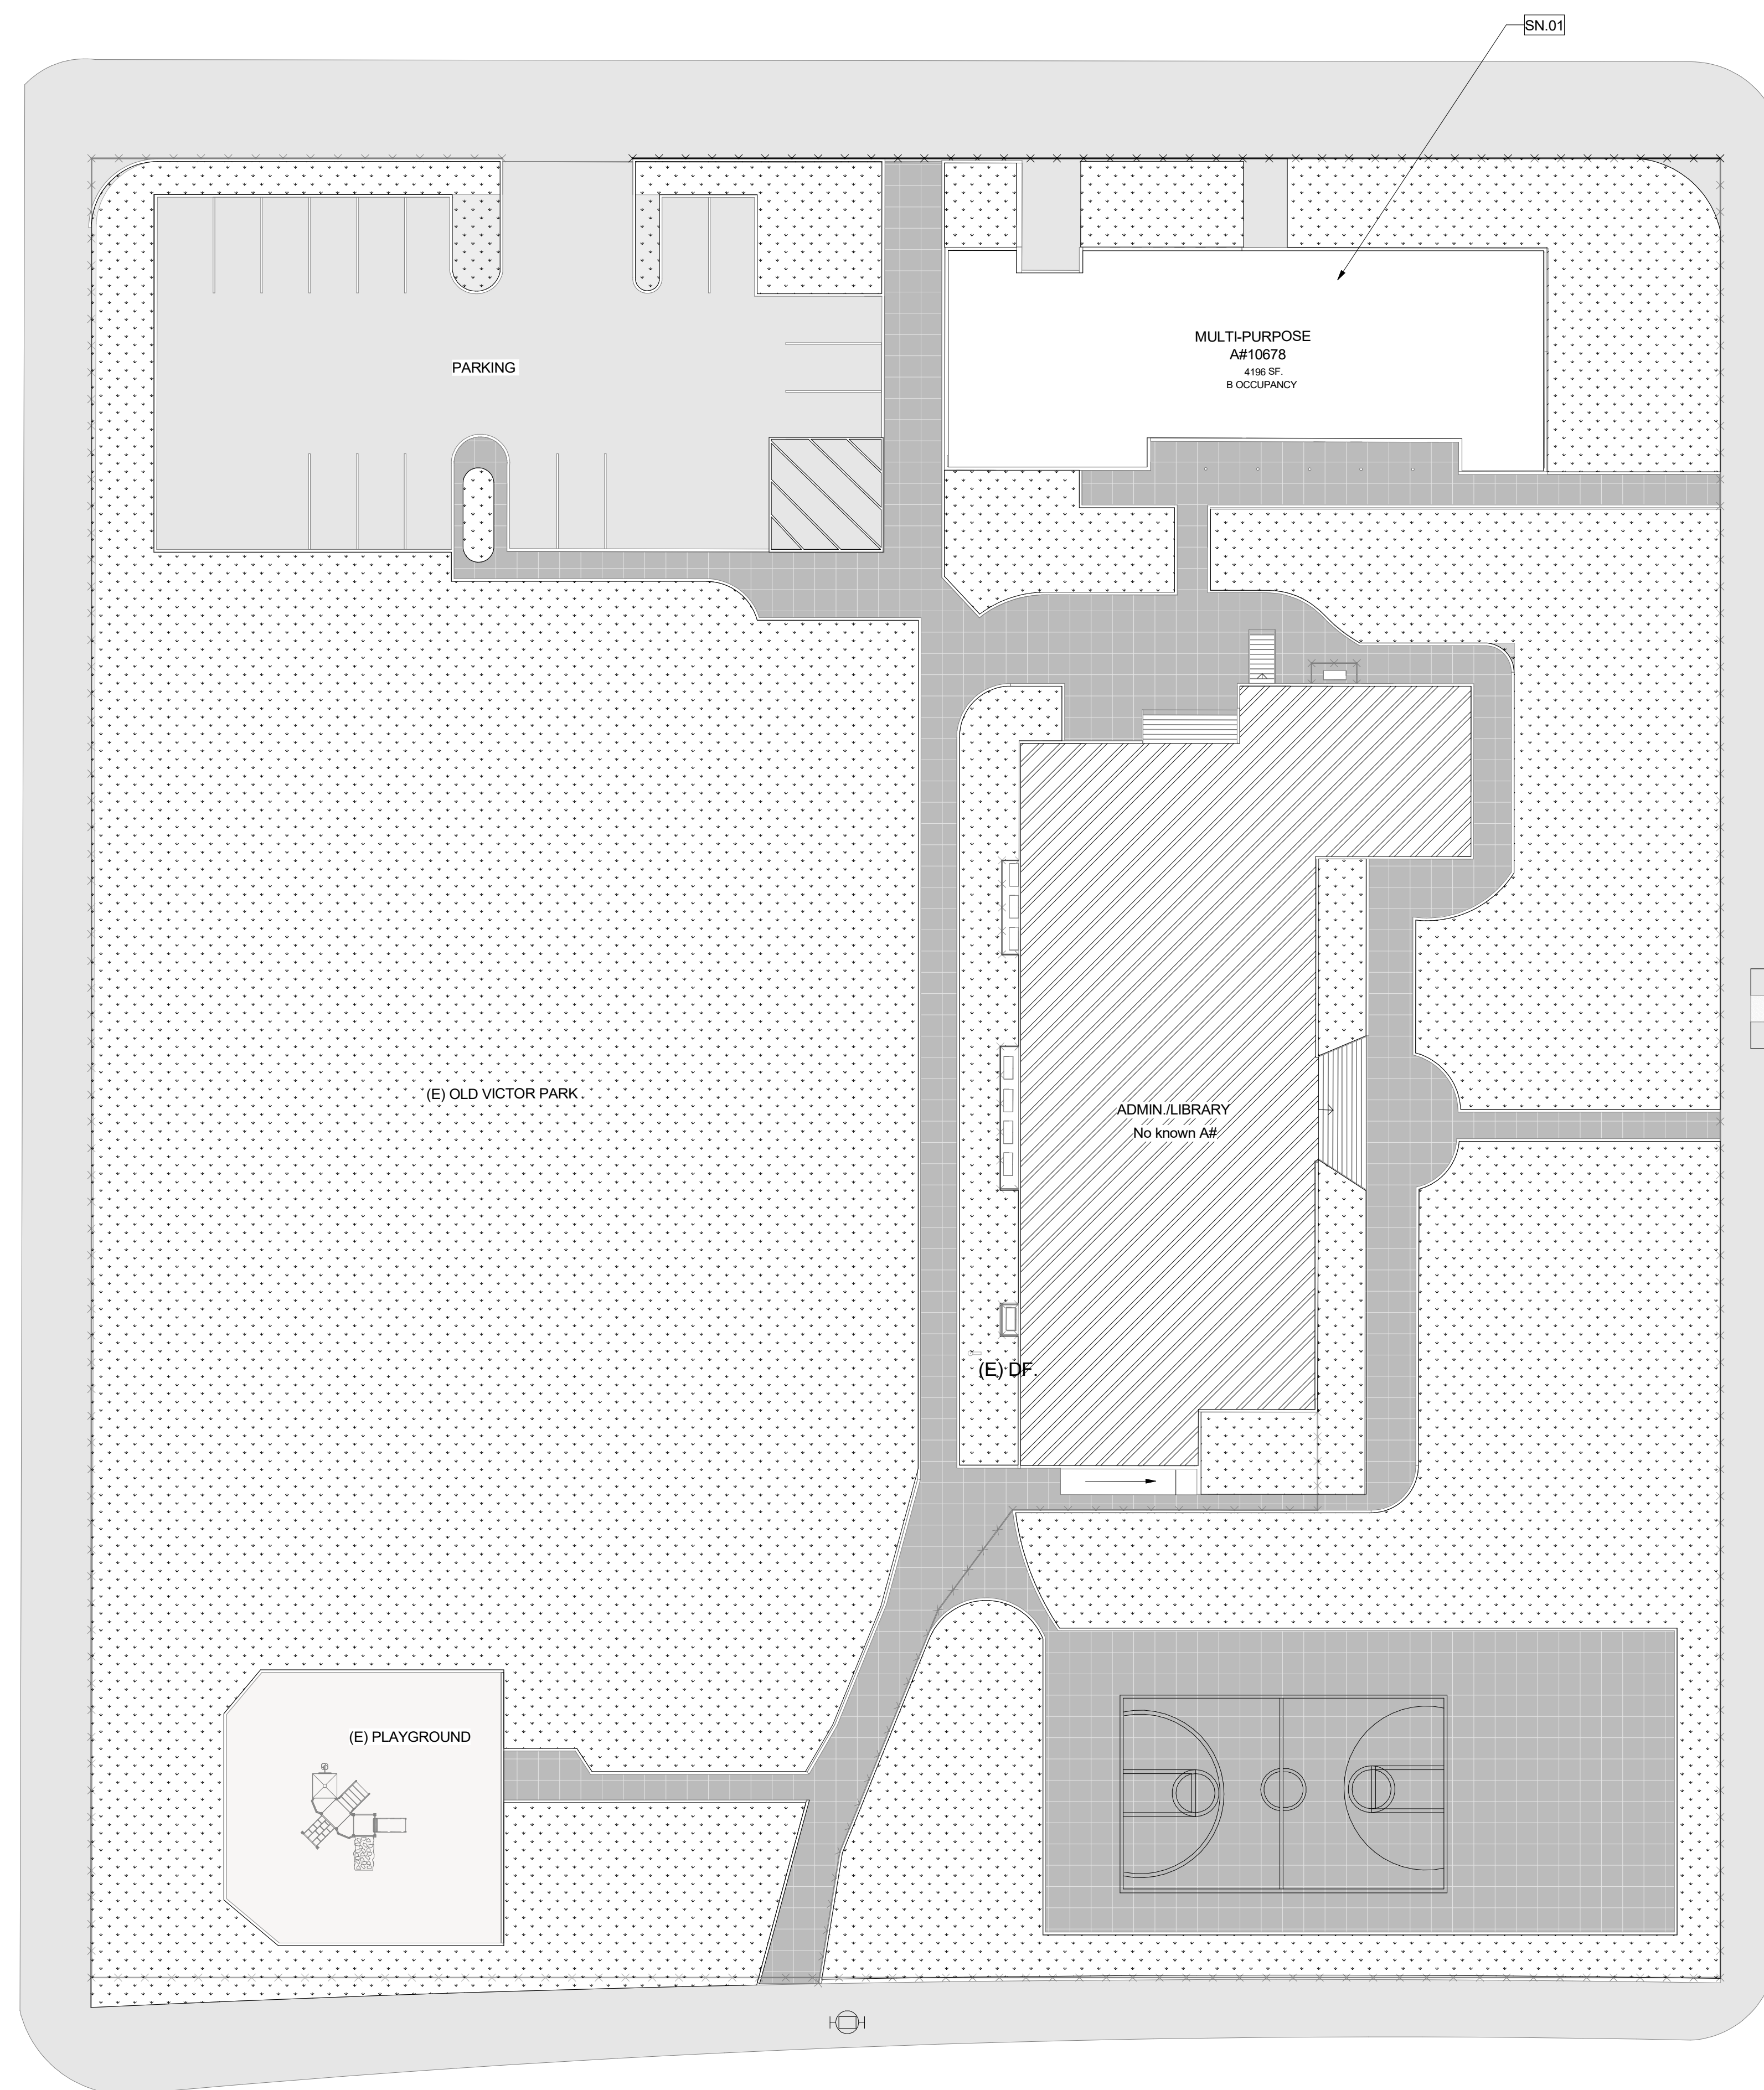 SN.01
MULTI-PURPOSE
A#10678
4196 SF.
B OCCUPANCY
PARKING
(E) OLD VICTOR PARK
ADMIN./LIBRARY
No known A#
(E) DF.
(E) PLAYGROUND